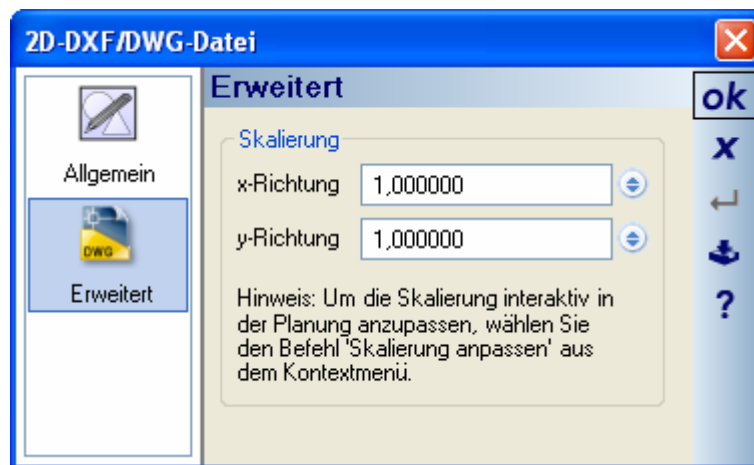 2D-DXF/DWG-Datei
Allgemein
DWG
Erweitert
Erweitert
Skalierung
x-Richtung 1,000000
y-Richtung 1,000000
Hinweis: Um die Skalierung interaktiv in
der Planung anzupassen, wählen Sie
den Befehl 'Skalierung anpassen' aus
dem Kontextmenü.
ok
x
?